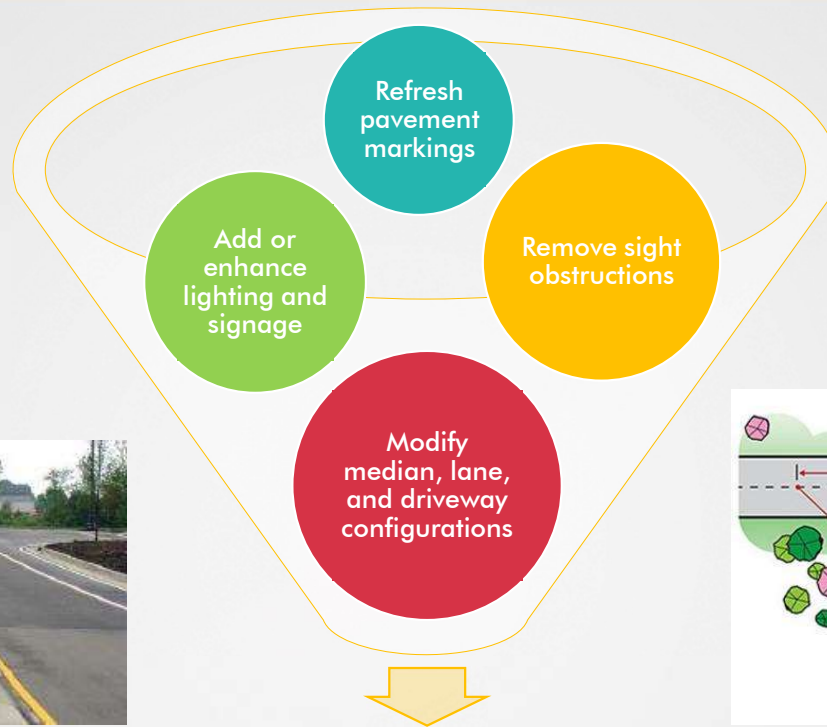 Refresh
pavement
markings
Add or
enhance
lighting and
signage
Remove sight
obstructions
Modify
median, lane,
and driveway
configurations